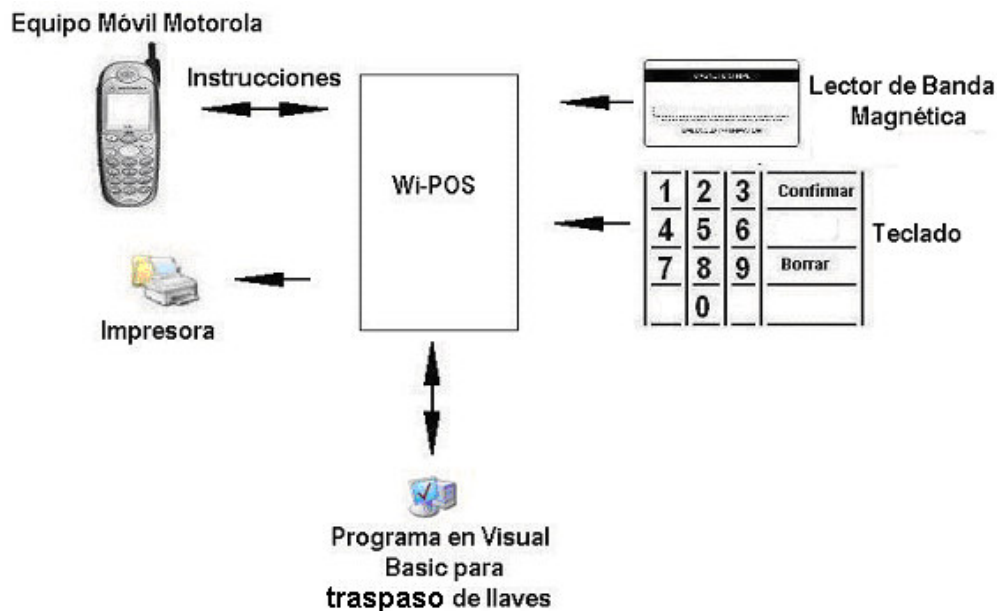 Equipo Móvil Motorola
Instrucciones
Lector de Banda
Magnética
Wi-POS
1 2 3 Confirmar
4 5 6
7 8 9 Borrar
0
Teclado
Impresora
Programa en Visual
Basic para
traspaso de llaves